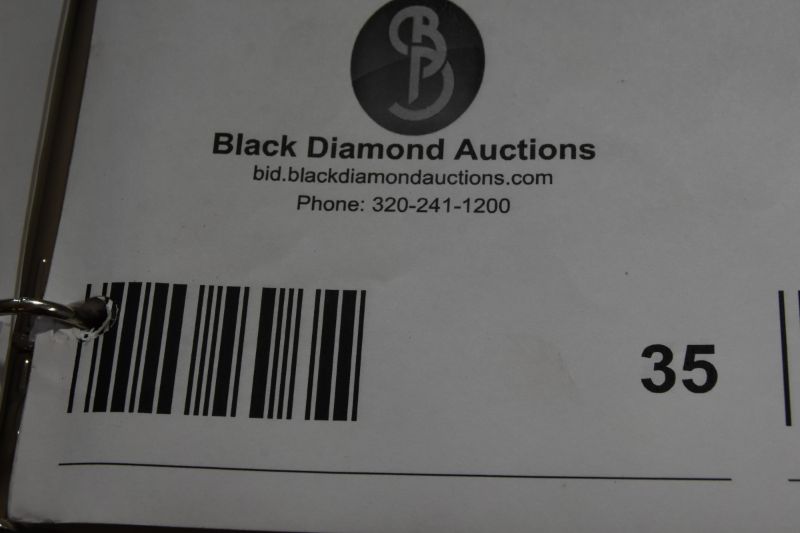 Black Diamond Auctions
bid.blackdiamondauctions.com
Phone: 320-241-1200
35